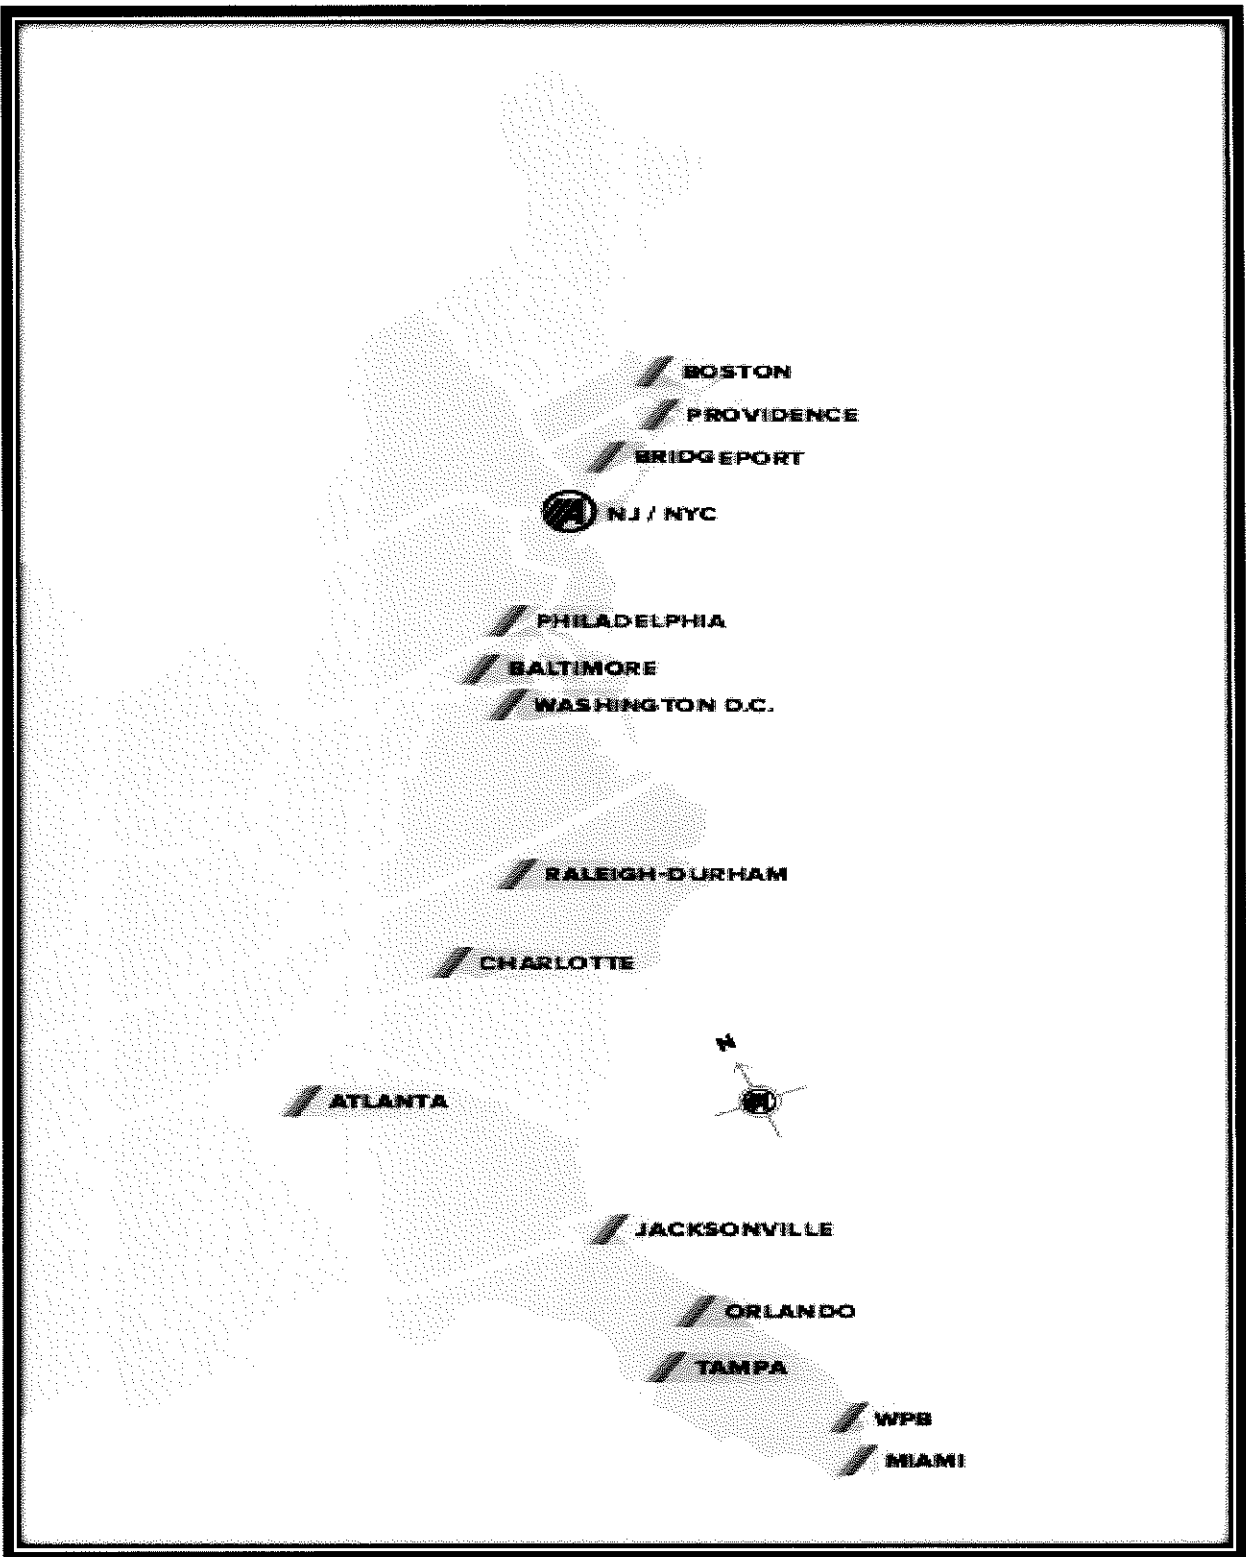 BOSTON
PROVIDENCE
BRIDGEPORT
NJ / NYC
PHILADELPHIA
BALTIMORE
WASHINGTON D.C.
RALEIGH-DURHAM
CHARLOTTE
N
ATLANTA
JACKSONVILLE
ORLANDO
TAMPA
WPB
MIAMI